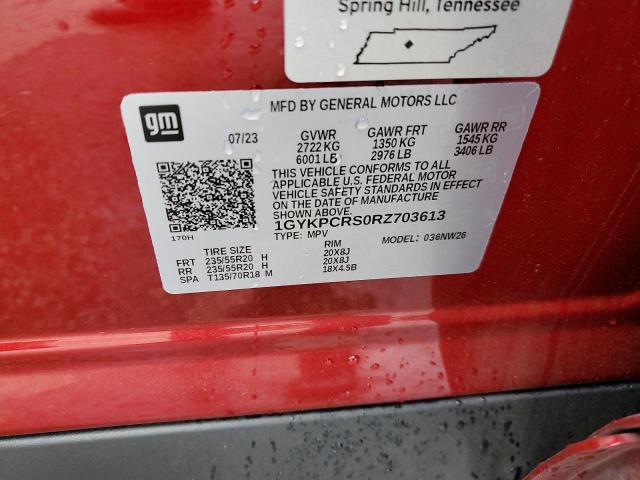 Spring Hill, Tennessee
MFD BY GENERAL MOTORS LLC
gm
07/23 GVWR GAWR FRT GAWR RR
2722 KG 1350 KG 1545 KG
6001 LB 2976 LB 3406 LB
THIS VEHICLE CONFORMS TO ALL
APPLICABLE U.S. FEDERAL MOTOR
VEHICLE SAFETY STANDARDS IN EFFECT
ON THE DATE OF MANUFACTURE
SHOWN ABOVE.
1GYKPCRS0RZ703613
170H
TYPE: MPV MODEL: 036NW26
TIRE SIZE RIM
FRT 235/55R20 H 20X8J
RR 235/55R20 H 20X8J
SPA T135/70R18 M 18X4.5B